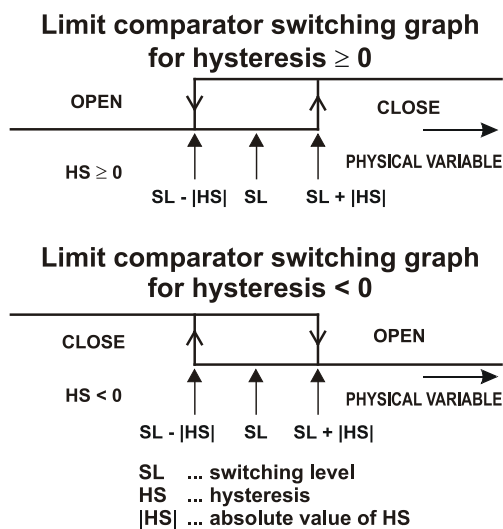 Limit comparator switching graph
for hysteresis ≥ 0
OPEN
CLOSE
HS ≥ 0
PHYSICAL VARIABLE
SL - |HS| SL SL + |HS|
Limit comparator switching graph
for hysteresis < 0
CLOSE
OPEN
HS < 0
PHYSICAL VARIABLE
SL - |HS| SL SL + |HS|
SL ... switching level
HS ... hysteresis
|HS| ... absolute value of HS